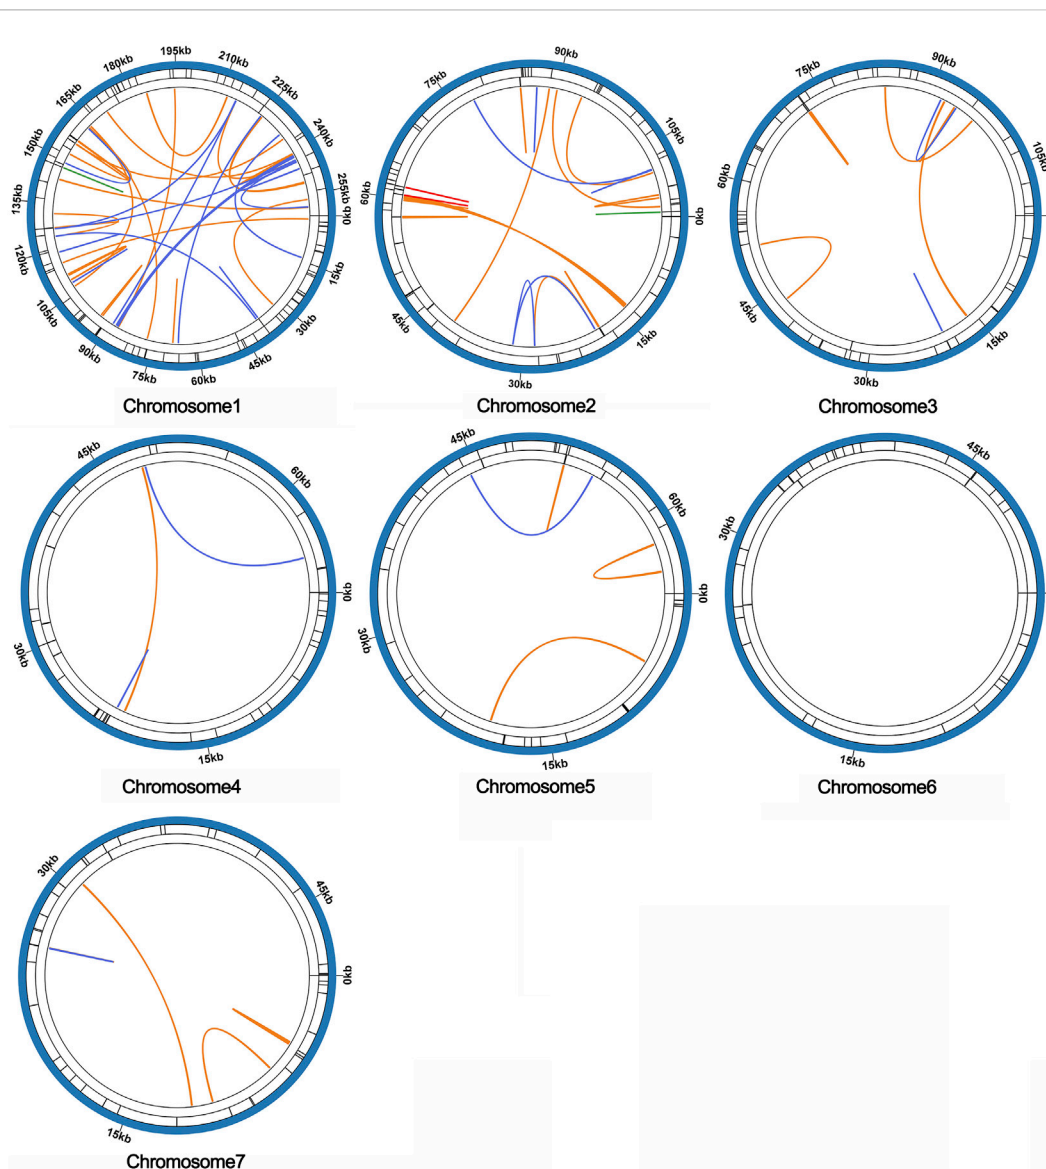 195kb
180kb
210kb
165kb
225kb
150kb
240kb
135kb
255kb
0kb
120kb
15kb
105kb
30kb
90kb
45kb
75kb
60kb
Chromosome1
90kb
75kb
105kb
60kb
0kb
45kb
15kb
30kb
Chromosome2
90kb
75kb
105kb
60kb
45kb
15kb
30kb
Chromosome3
45kb
60kb
0kb
30kb
15kb
Chromosome4
45kb
60kb
0kb
30kb
15kb
Chromosome5
45kb
30kb
15kb
Chromosome6
30kb
45kb
0kb
15kb
Chromosome7